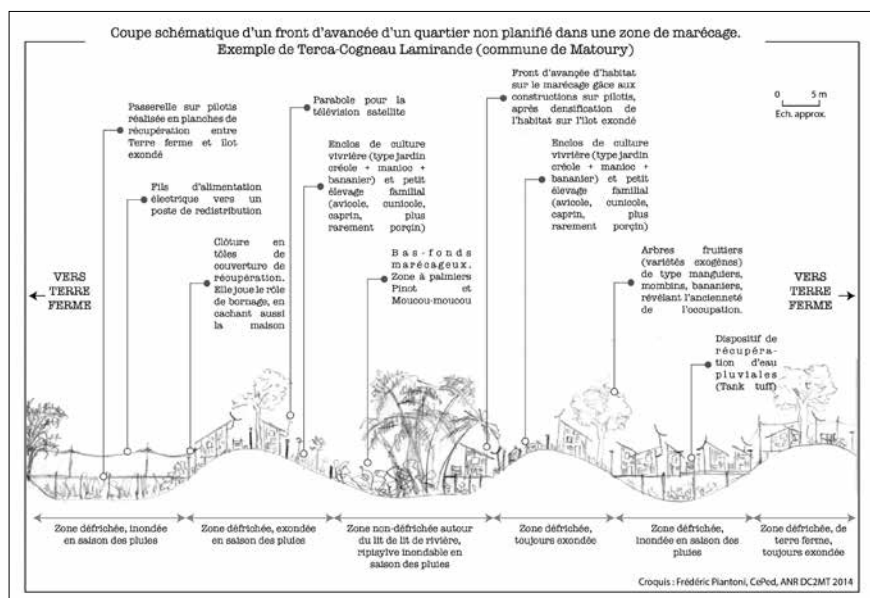 Coupe schématique d'un front d'avancée d'un quartier non planifié dans une zone de marécage.
Exemple de Terca-Cogneau Lamirande (commune de Matoury)
Passerelle sur pilotis
réalisée en planches de
récupération entre
Terre ferme et îlot
exondé
Fils d'alimentation
électrique vers un
poste de redistribution
Clôture en
tôles de
couverture de
récoupération.
Elle joue le rôle
de bornage, en
cachant aussi
la maison
Parabole pour la
télévision satellite
Enclos de culture
vivrière (type jardin
créole + manioc +
bananier) et petit
élevage familial
(avicole, cunicole,
caprin, plus
rarement porçin)
Bas-fonds
marécageux.
Zone à palmiers
Pinot et
Moucou-moucou
Front d'avançée d'habitat
sur le marécage gâce aux
constructions sur pilotis,
après densification de
l'habitat sur l'îlot exondé
Enclos de culture
vivrière (type jardin
créole + manioc +
bananier) et petit
élevage familial
(avicole, cunicole,
caprin, plus
rarement porçin)
Arbres fruitiers
(variétés exogènes)
de type manguiers,
mombins, bananiers,
révélant l'ancienneté
de l'occupation.
Dispositif de
récupéra-
tion d'eau
pluviales
(Tank tuff)
0 5 m
Ech. approx.
VERS
TERRE
FERME
VERS
TERRE
FERME
Zone défrichée, inondée
en saison des pluies
Zone défrichée, exondée
en saison des pluies
Zone non-défrichée autour
du lit de lit de rivière,
ripisylve inondable en
saison des pluies
Zone défrichée,
toujours exondée
Zone défrichée,
inondée en saison des
pluies
Zone défrichée, de
terre ferme,
toujours exondée
Croquis : Frédéric Piantoni, CePed, ANR DC2MT 2014